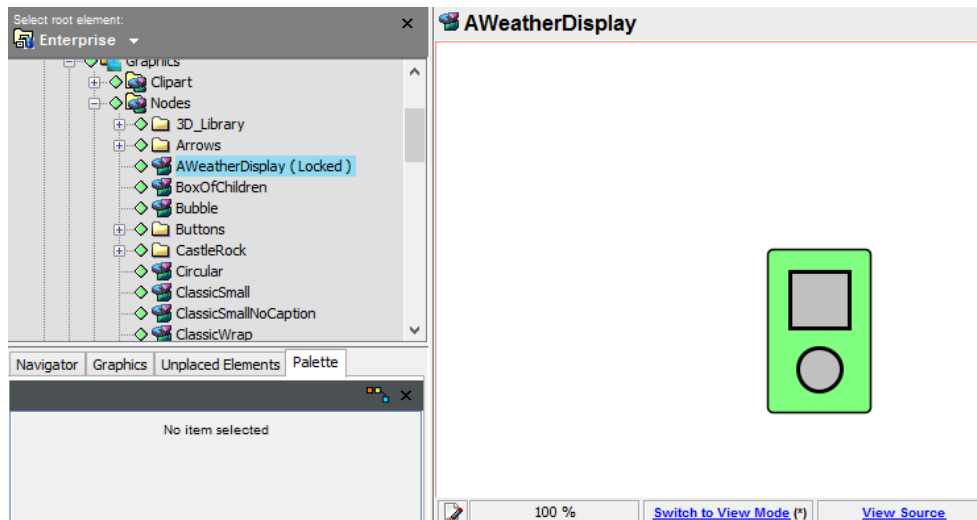 Select root element:
Enterprise
Graphics
Clipart
Nodes
3D_Library
Arrows
AWeatherDisplay ( Locked )
BoxOfChildren
Bubble
Buttons
CastleRock
Circular
ClassicSmall
ClassicSmallNoCaption
ClassicWrap
Navigator Graphics Unplaced Elements Palette
No item selected
AWeatherDisplay
100 % Switch to View Mode (*) View Source